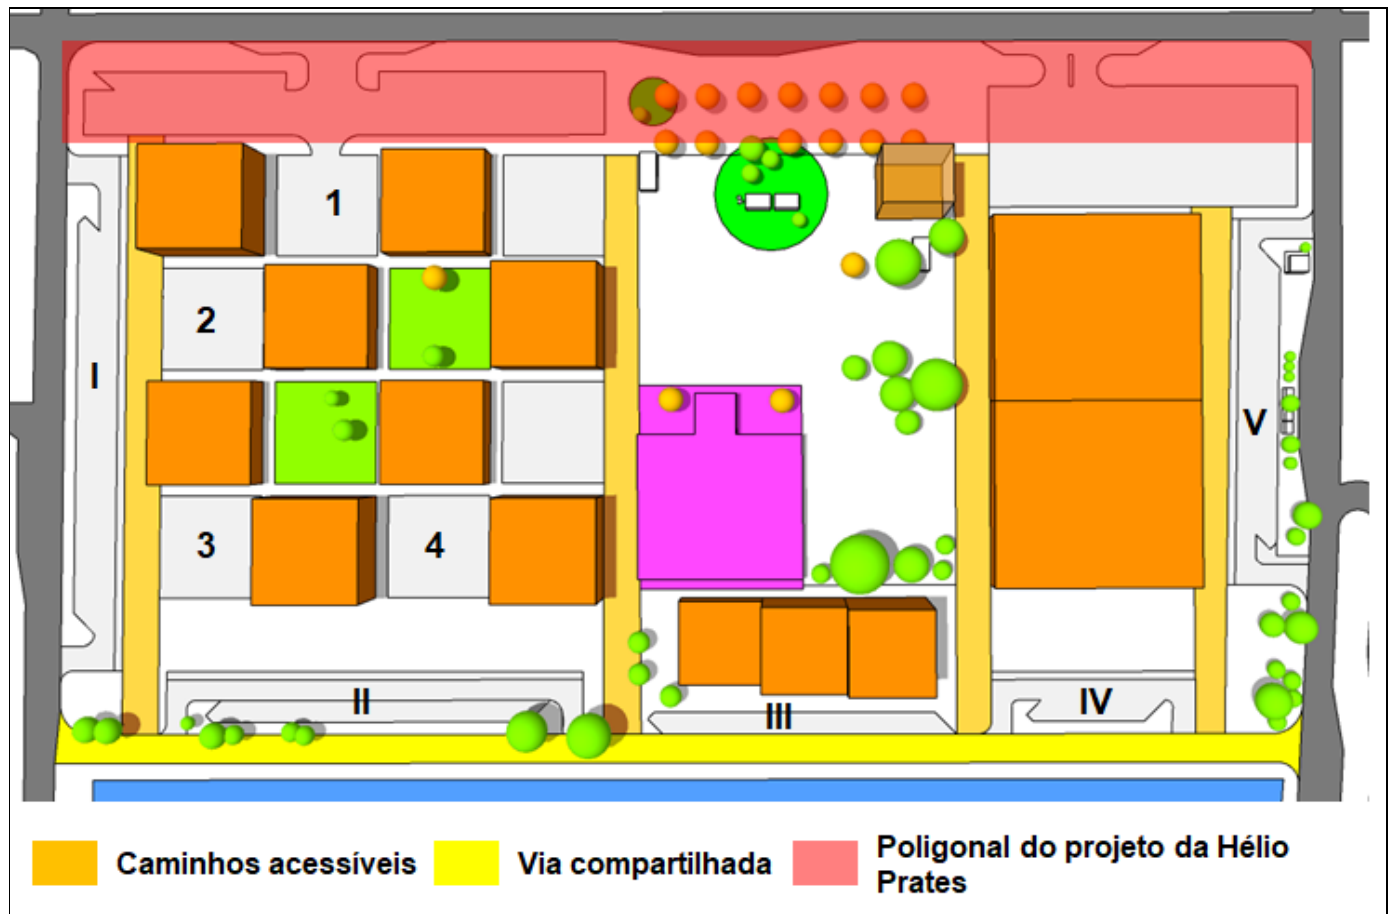 1
2
I
V
3
4
II
III
IV
Caminhos acessíveis
Via compartilhada
Poligonal do projeto da Hélio
Prates